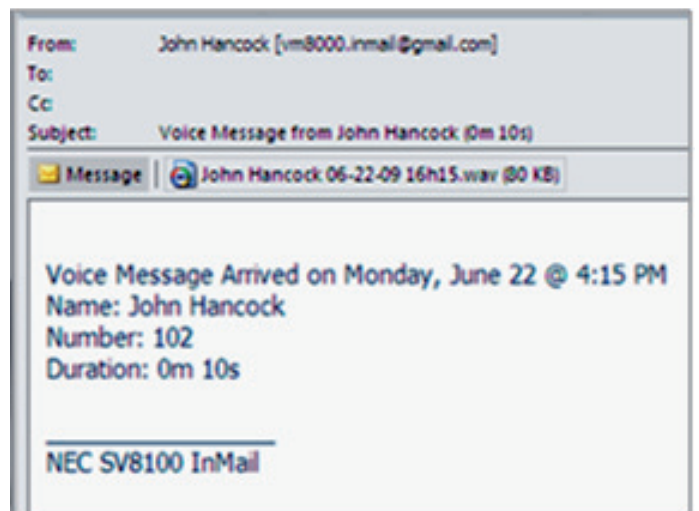 From: John Hancock [vm8000.inmail@gmail.com]
To:
Cc:
Subject: Voice Message from John Hancock (0m 10s)
Message John Hancock 06-22-09 16h15.wav (80 KB)
Voice Message Arrived on Monday, June 22 @ 4:15 PM
Name: John Hancock
Number: 102
Duration: 0m 10s
NEC SV8100 InMail